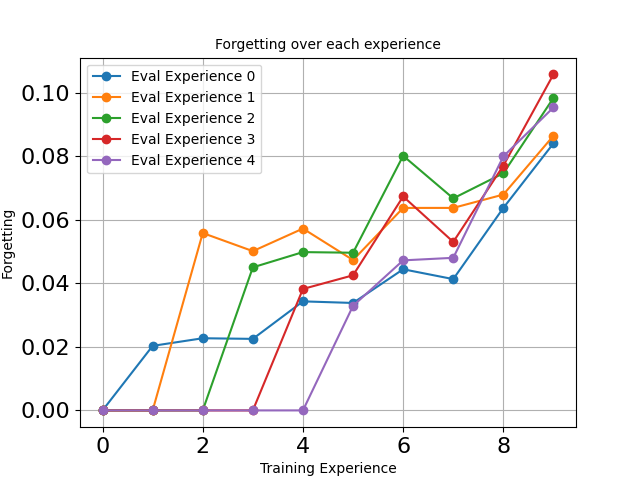 Forgetting over each experience
Eval Experience 0
Eval Experience 1
Eval Experience 2
Eval Experience 3
Eval Experience 4
0.10
0.08
0.06
0.04
0.02
0.00
Forgetting
0 2 4 6 8
Training Experience